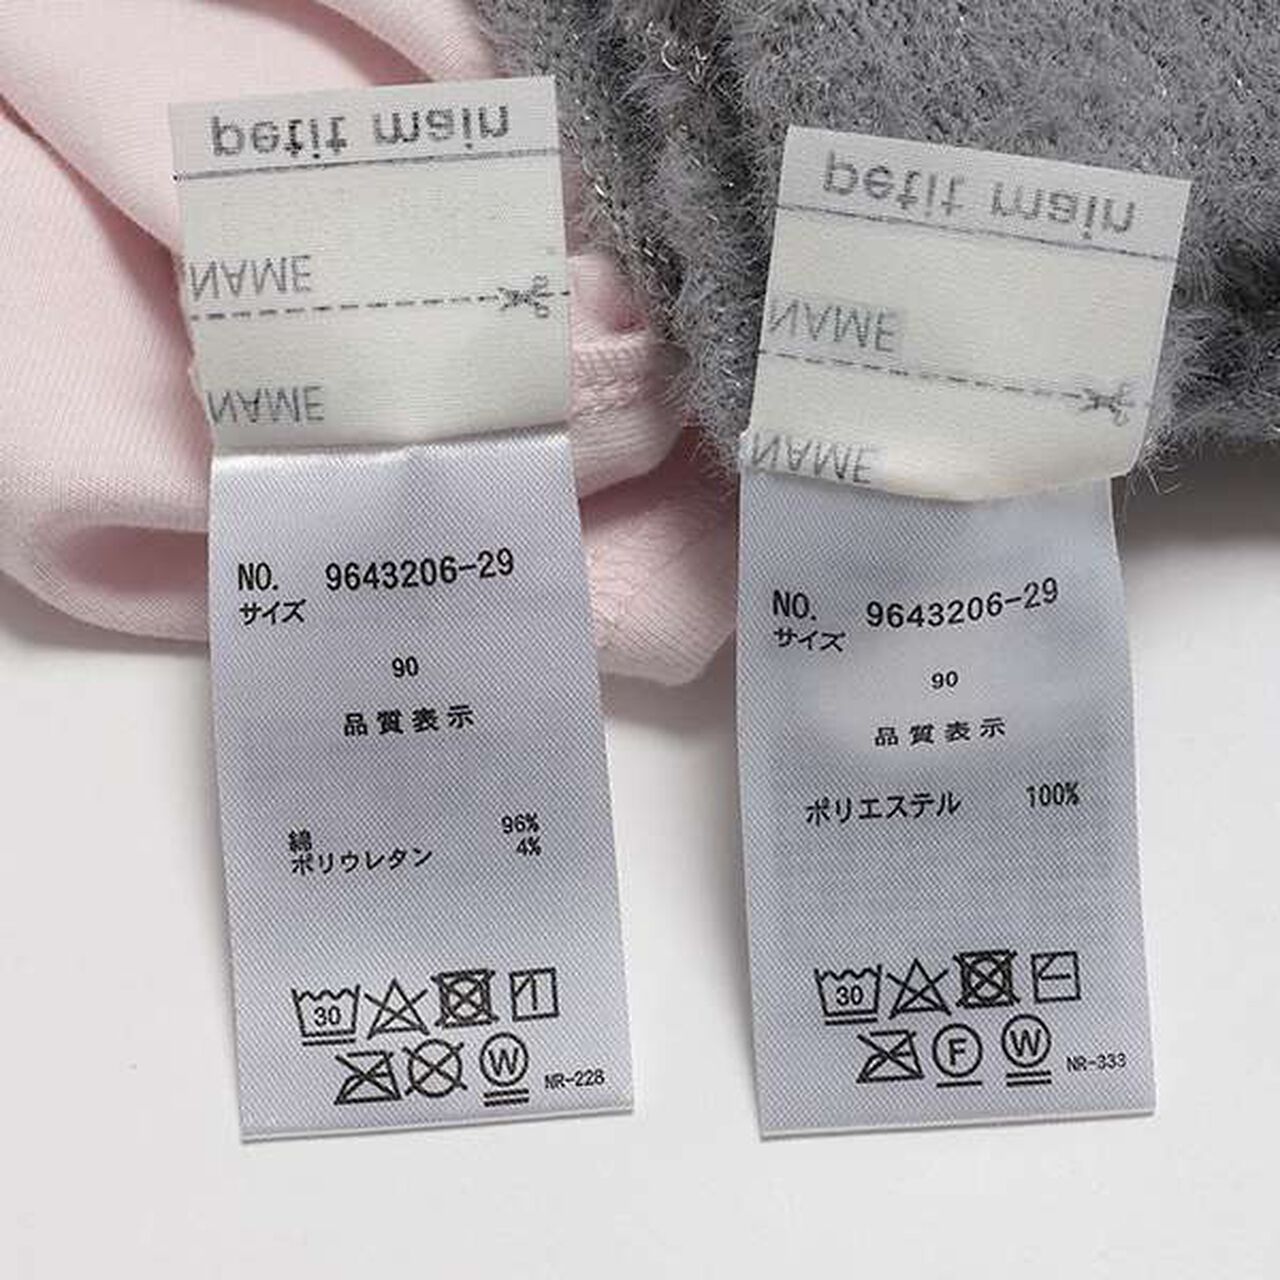 petit main
NAME
NAME
NO. 9643206-29
サイズ
90
品質表示
綿 96%
ポリウレタン 4%
30
W
NR-228
petit main
NAME
NAME
NO. 9643206-29
サイズ
90
品質表示
ポリエステル 100%
30
F W
NR-333